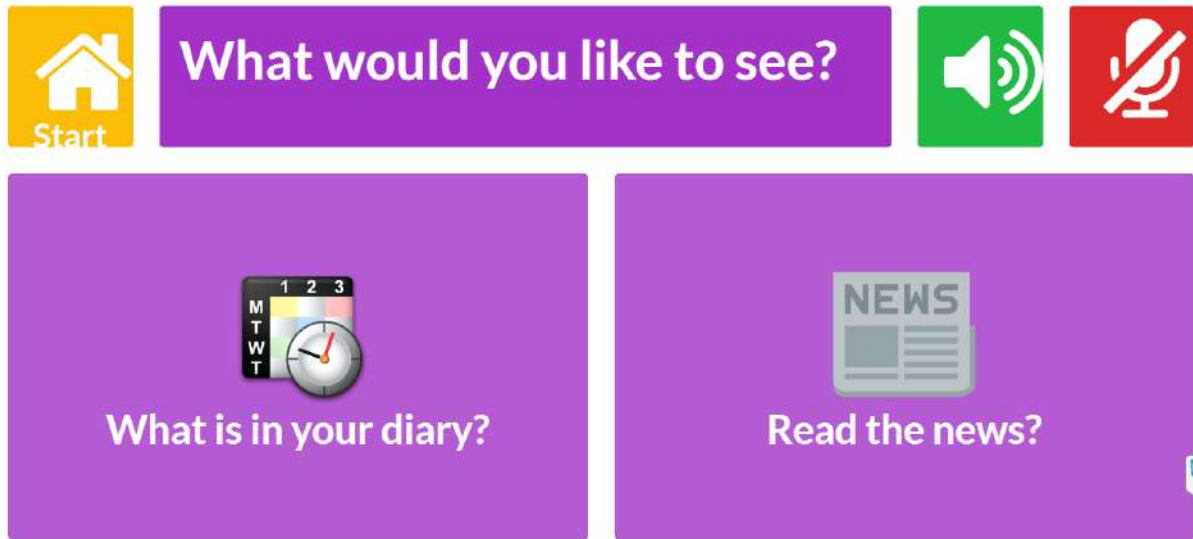 Start
What would you like to see?
1 2 3
M
T
W
T
What is in your diary?
NEWS
Read the news?